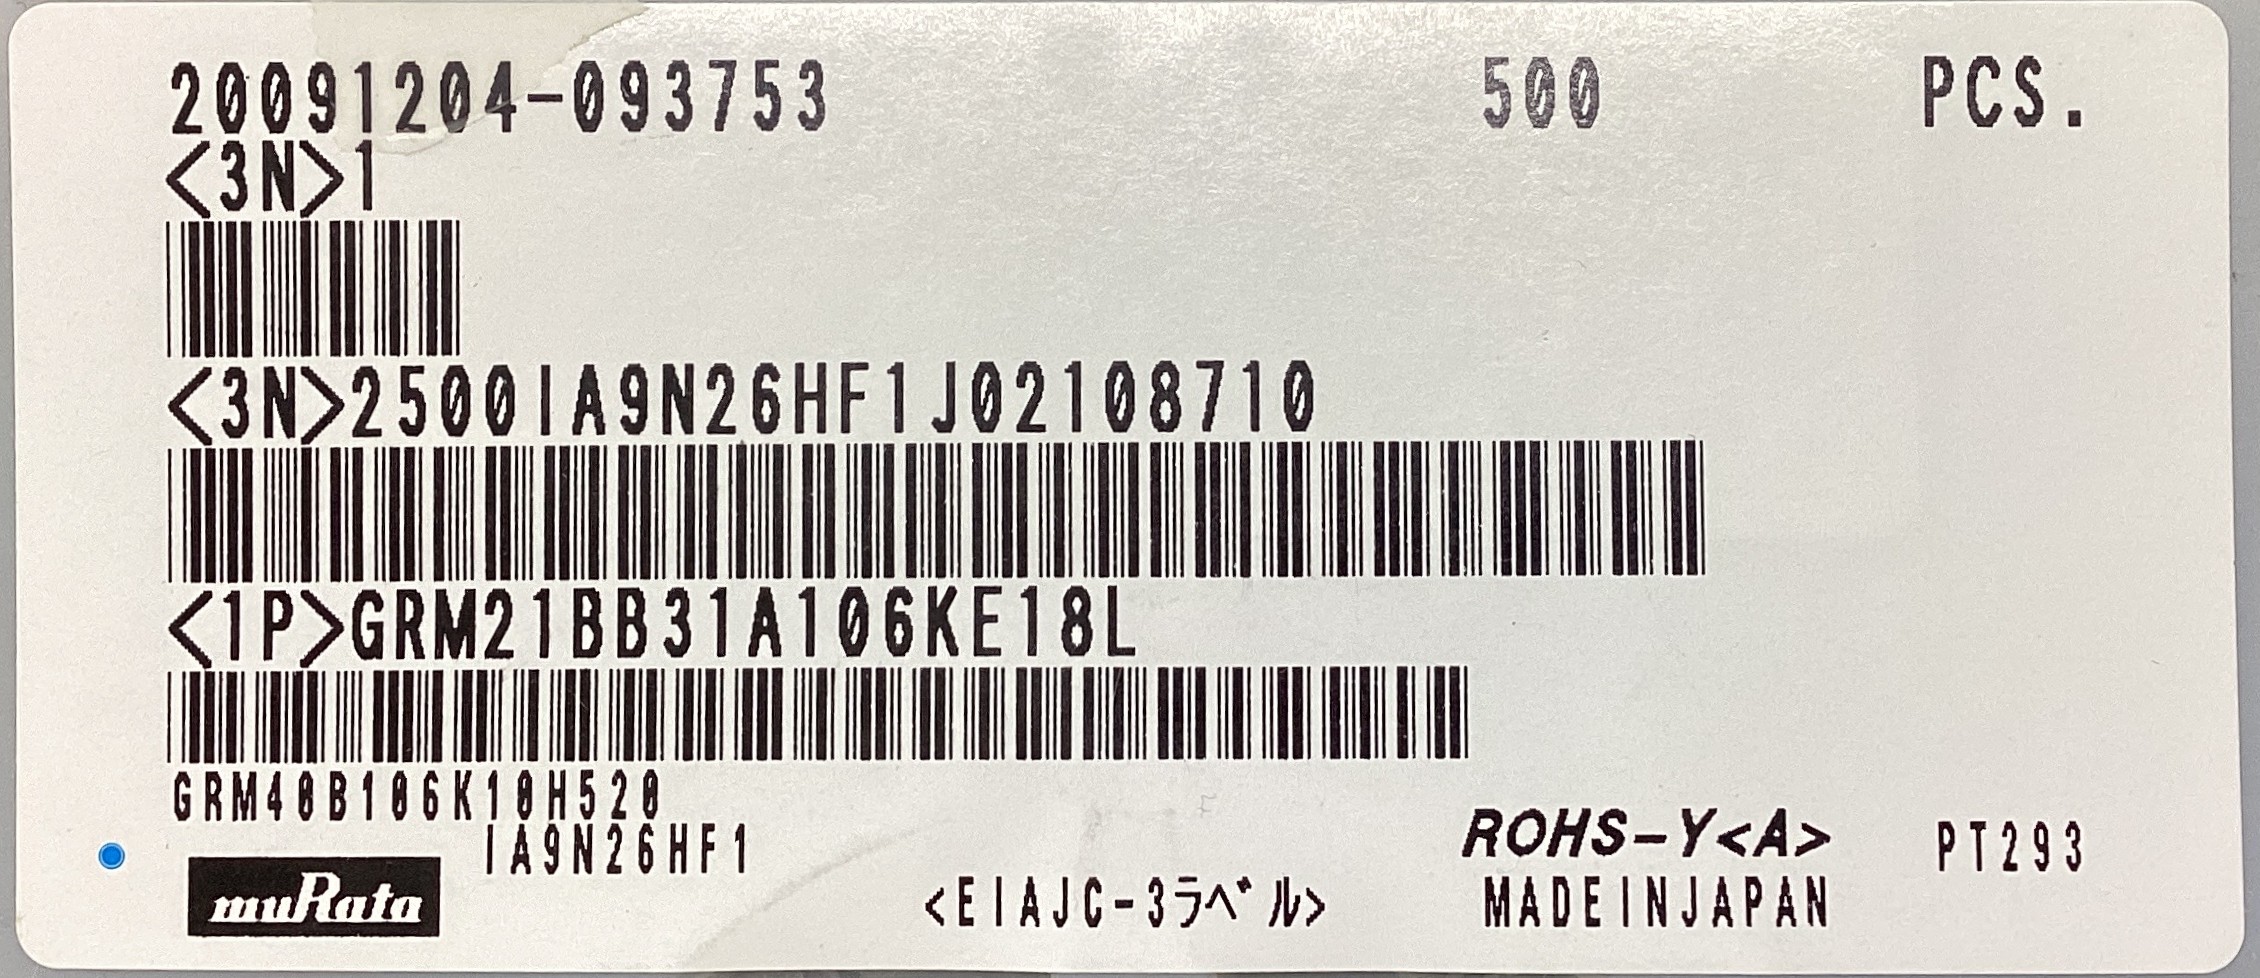 20091204-093753 500 PCS.
<3N>1
<3N>2500IA9N26HF1J02108710
<1P>GRM21BB31A106KE18L
GRM40B106K10H520
IA9N26HF1
ROHS-Y<A> PT293
muRata
<EIAJC-3ラベル> MADEINJAPAN